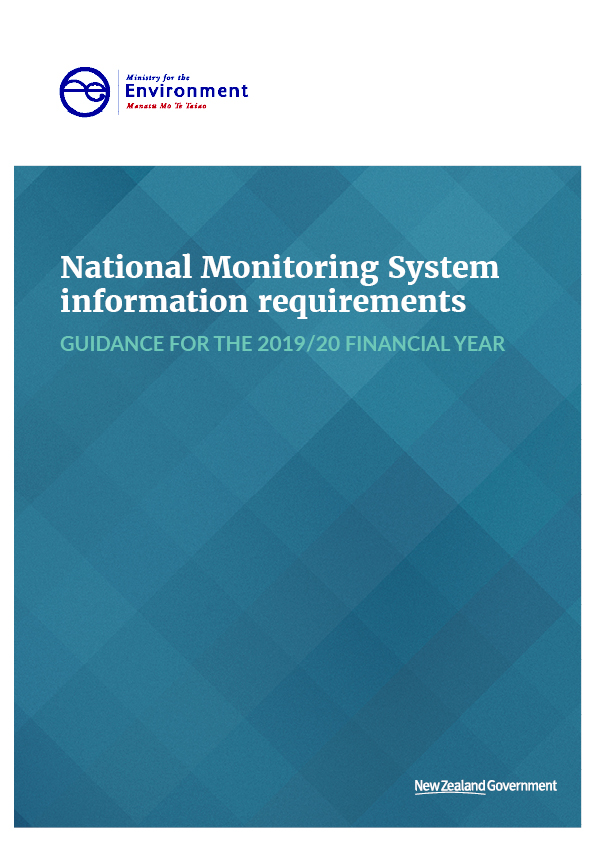 Ministry for the
Environment
Manatū Mō Te Taiao
National Monitoring System
information requirements
GUIDANCE FOR THE 2019/20 FINANCIAL YEAR
New Zealand Government